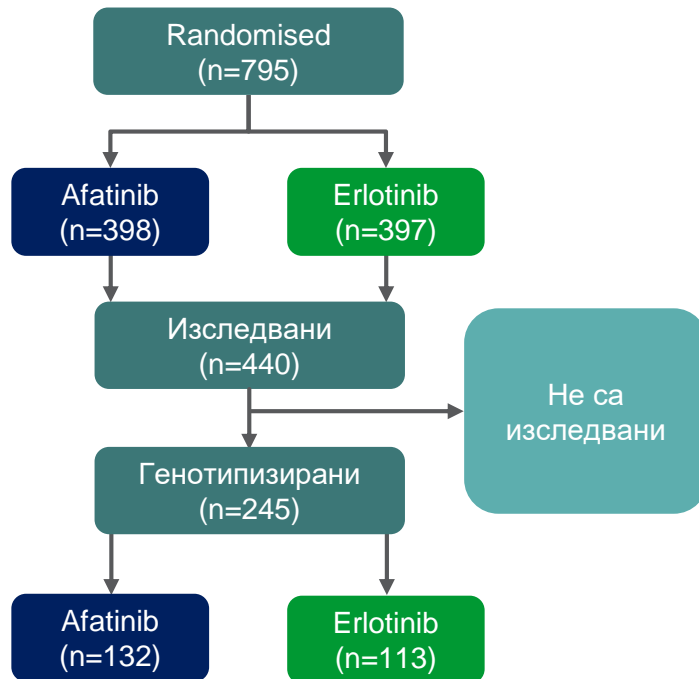 Randomised
(n=795)
Afatinib
(n=398)
Erlotinib
(n=397)
Изследвани
(n=440)
Не са
изследвани
Генотипизирани
(n=245)
Afatinib
(n=132)
Erlotinib
(n=113)